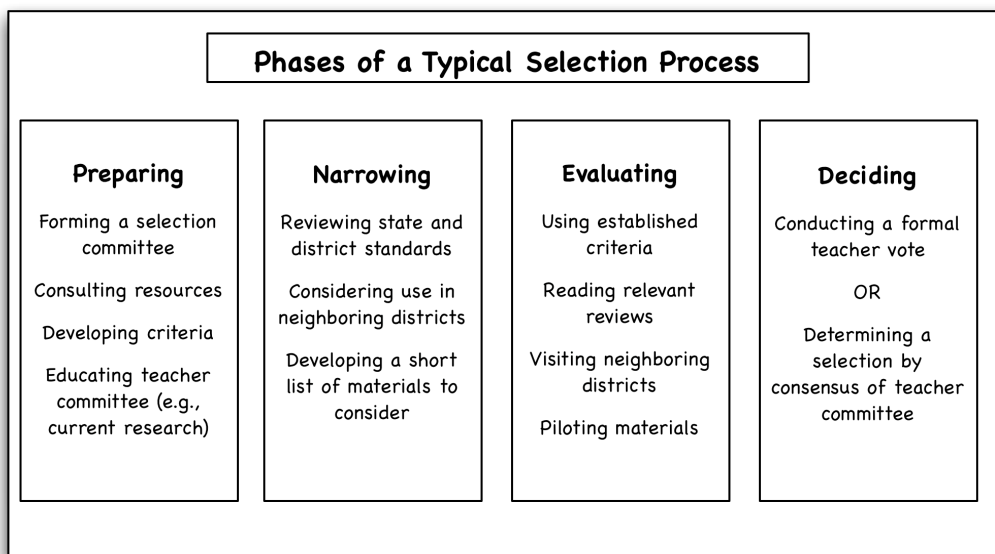 Phases of a Typical Selection Process
Preparing
Forming a selection
committee
Consulting resources
Developing criteria
Educating teacher
committee (e.g.,
current research)
Narrowing
Reviewing state and
district standards
Considering use in
neighboring districts
Developing a short
list of materials to
consider
Evaluating
Using established
criteria
Reading relevant
reviews
Visiting neighboring
districts
Piloting materials
Deciding
Conducting a formal
teacher vote
OR
Determining a
selection by
consensus of teacher
committee